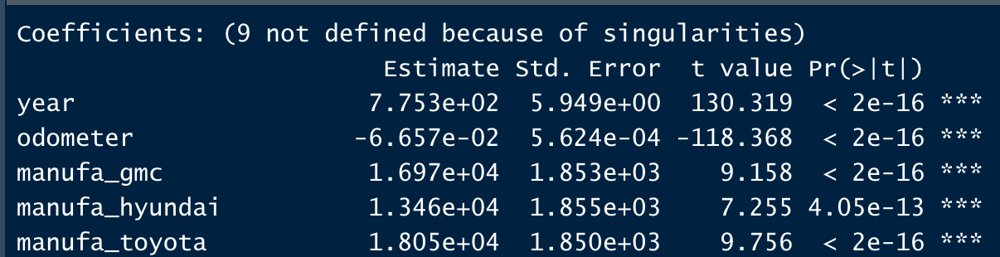 Coefficients: (9 not defined because of singularities)
Estimate Std. Error t value Pr(>|t|)
year 7.753e+02 5.949e+00 130.319 < 2e-16 ***
odometer -6.657e-02 5.624e-04 -118.368 < 2e-16 ***
manufa_gmc 1.697e+04 1.853e+03 9.158 < 2e-16 ***
manufa_hyundai 1.346e+04 1.855e+03 7.255 4.05e-13 ***
manufa_toyota 1.805e+04 1.850e+03 9.756 < 2e-16 ***